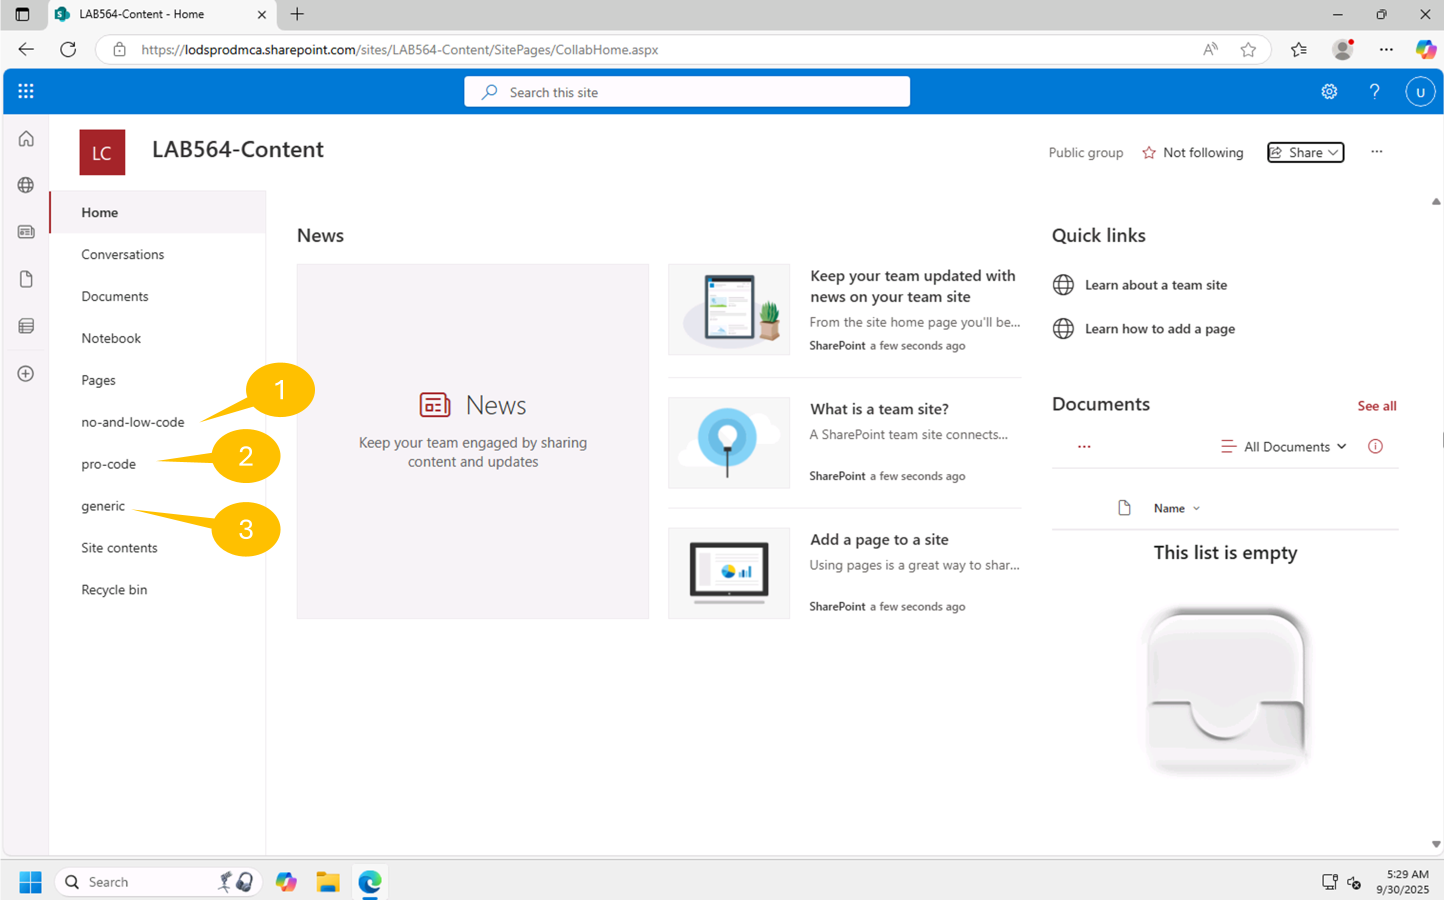 LAB564-Content - Home
https://lodsprodmca.sharepoint.com/sites/LAB564-Content/SitePages/CollabHome.aspx
Search this site
U
LC
LAB564-Content
Public group
Not following
Share
Home
Conversations
Documents
Notebook
Pages
no-and-low-code
pro-code
generic
Site contents
Recycle bin
1
2
3
News
News
Keep your team engaged by sharing
content and updates
Keep your team updated with
news on your team site
From the site home page you'll be...
SharePoint a few seconds ago
What is a team site?
A SharePoint team site connects...
SharePoint a few seconds ago
Add a page to a site
Using pages is a great way to shar...
SharePoint a few seconds ago
Quick links
Learn about a team site
Learn how to add a page
Documents
See all
All Documents
Name
This list is empty
Search
5:29 AM
9/30/2025